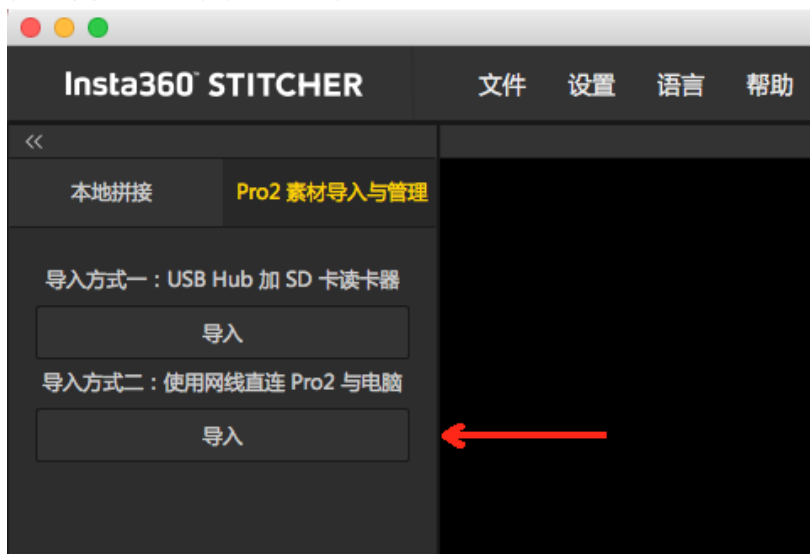 Insta360™ STITCHER 文件 设置 语言 帮助
<<
本地拼接 Pro2 素材导入与管理
导入方式一：USB Hub 加 SD 卡读卡器
导入
导入方式二：使用网线直连 Pro2 与电脑
导入